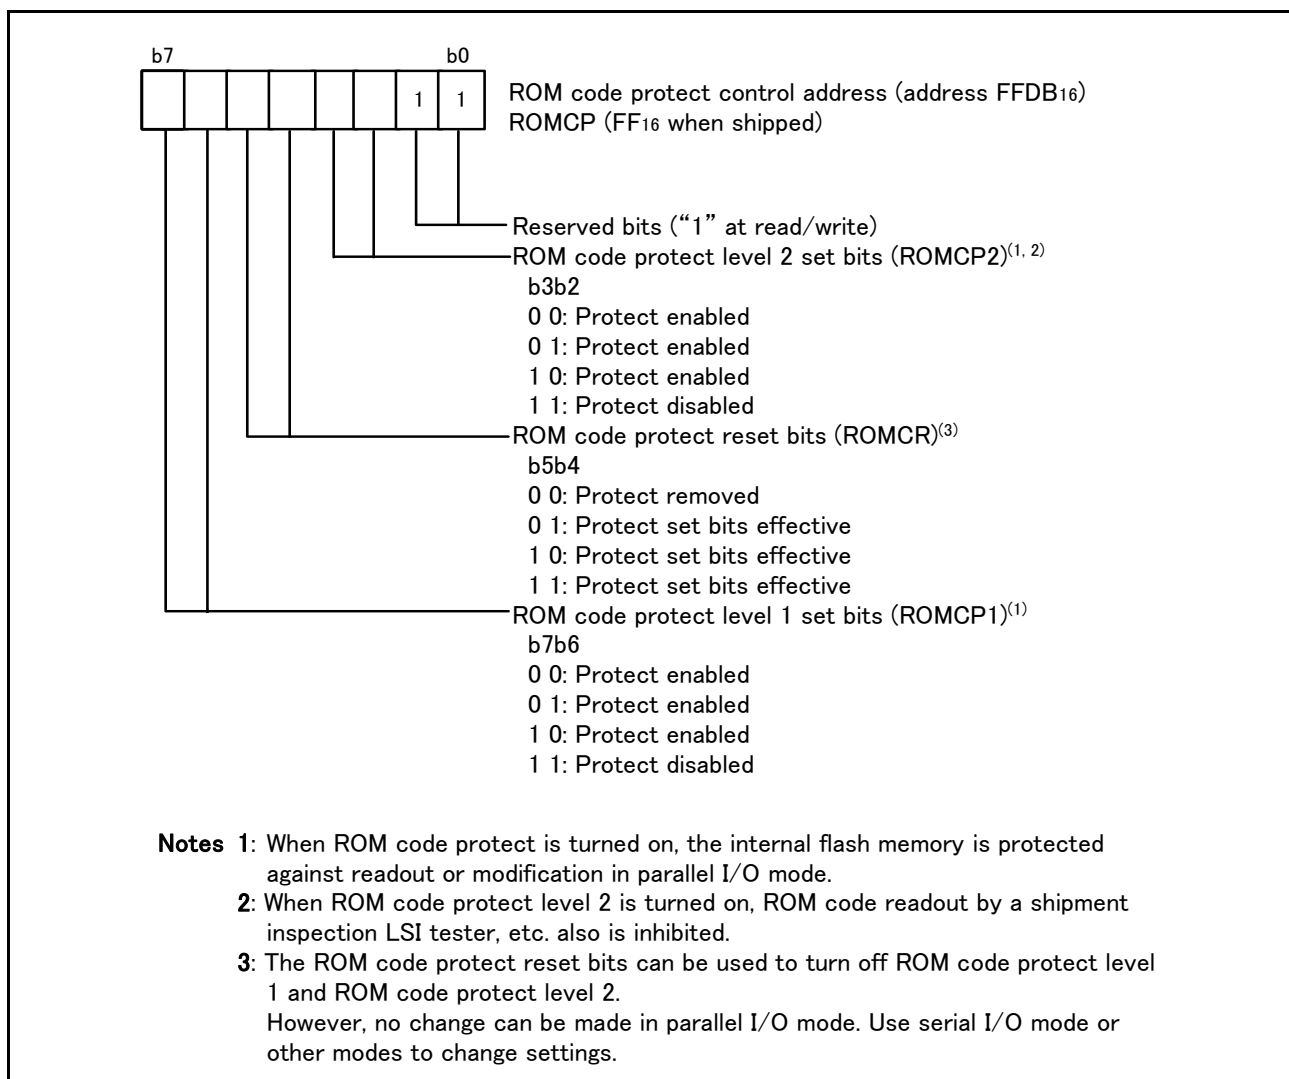 b7 b0
1 1
ROM code protect control address (address FFDB16)
ROMCP (FF16 when shipped)
Reserved bits (“1” at read/write)
ROM code protect level 2 set bits (ROMCP2)(1, 2)
b3b2
0 0: Protect enabled
0 1: Protect enabled
1 0: Protect enabled
1 1: Protect disabled
ROM code protect reset bits (ROMCR)(3)
b5b4
0 0: Protect removed
0 1: Protect set bits effective
1 0: Protect set bits effective
1 1: Protect set bits effective
ROM code protect level 1 set bits (ROMCP1)(1)
b7b6
0 0: Protect enabled
0 1: Protect enabled
1 0: Protect enabled
1 1: Protect disabled
Notes 1: When ROM code protect is turned on, the internal flash memory is protected
against readout or modification in parallel I/O mode.
2: When ROM code protect level 2 is turned on, ROM code readout by a shipment
inspection LSI tester, etc. also is inhibited.
3: The ROM code protect reset bits can be used to turn off ROM code protect level
1 and ROM code protect level 2.
However, no change can be made in parallel I/O mode. Use serial I/O mode or
other modes to change settings.